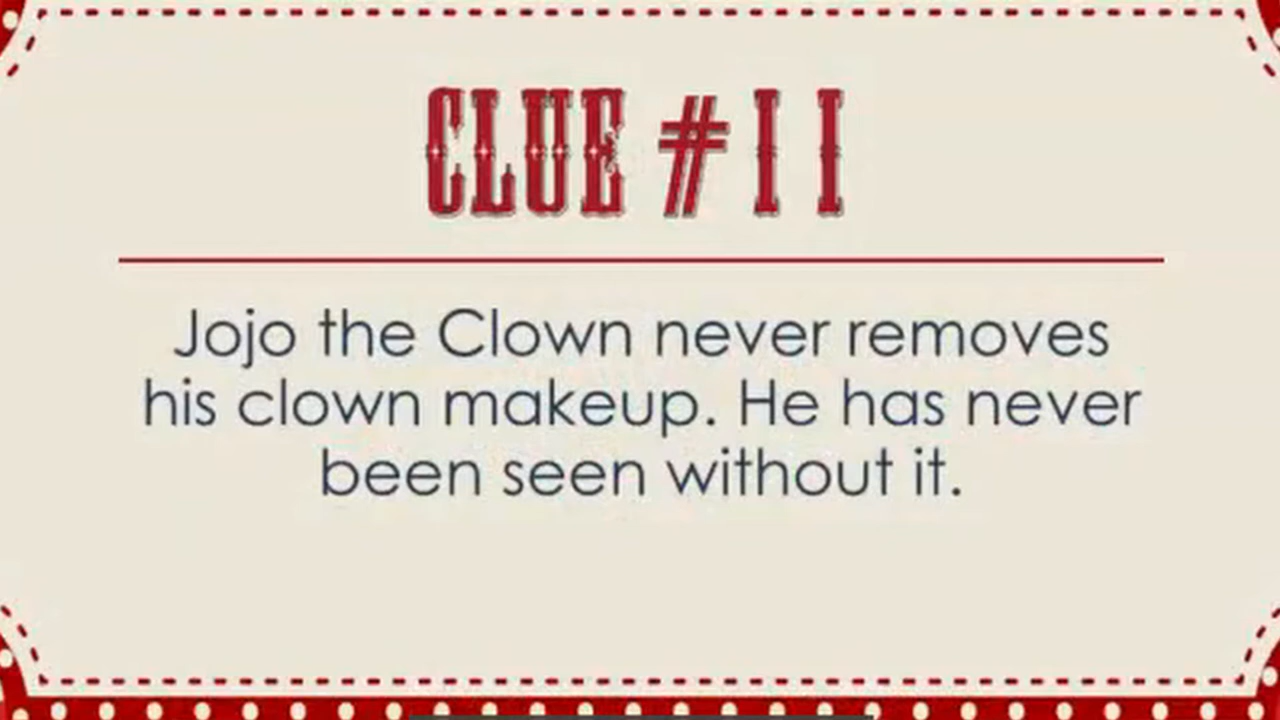 CLUE #11
Jojo the Clown never removes
his clown makeup. He has never
been seen without it.